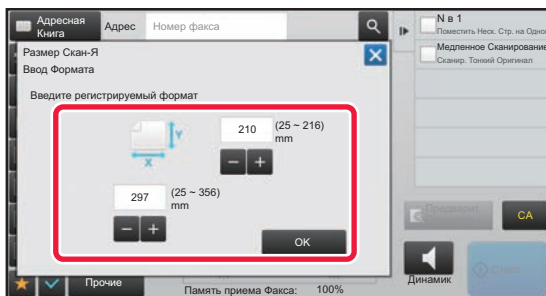 Адресная
Книга
Адрес
Номер факса
N в 1
Поместить Неск. Стр. на Одно
Медленное Сканирование
Сканир. Тонкий Оригинал
Размер Скан-Я
Ввод Формата
Введите регистрируемый формат
Y
X
210
(25 ~ 216)
mm
297
(25 ~ 356)
mm
OK
Предварит.
CA
Динамик
Старт
Прочие
Память приема Факса:
100%